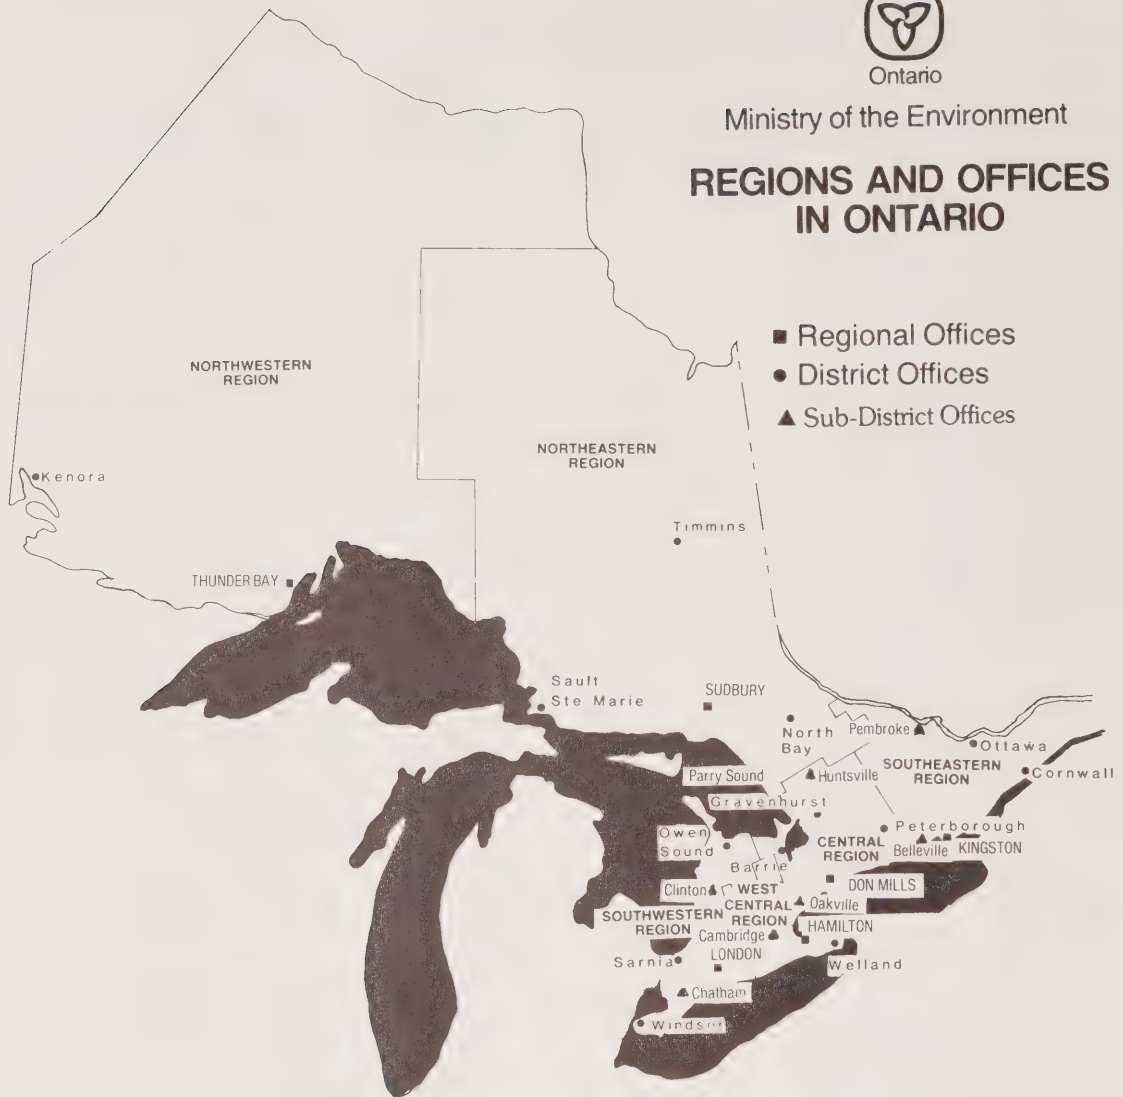 Ontario
Ministry of the Environment
REGIONS AND OFFICES
IN ONTARIO
■ Regional Offices
● District Offices
▲ Sub-District Offices
NORTHWESTERN
REGION
NORTHEASTERN
REGION
Kenora
Timmins
THUNDER BAY
Sault
Ste Marie
SUDBURY
North
Bay
Pembroke
Ottawa
SOUTHEASTERN
REGION
Cornwall
Parry Sound
Huntsville
Gravenhurst
Owen
Sound
Barrie
CENTRAL
REGION
Peterborough
Belleville
KINGSTON
Clinton
WEST
CENTRAL
REGION
DON MILLS
Oakville
SOUTHWESTERN
REGION
Cambridge
HAMILTON
LONDON
Sarnia
Welland
Chatham
Windsor